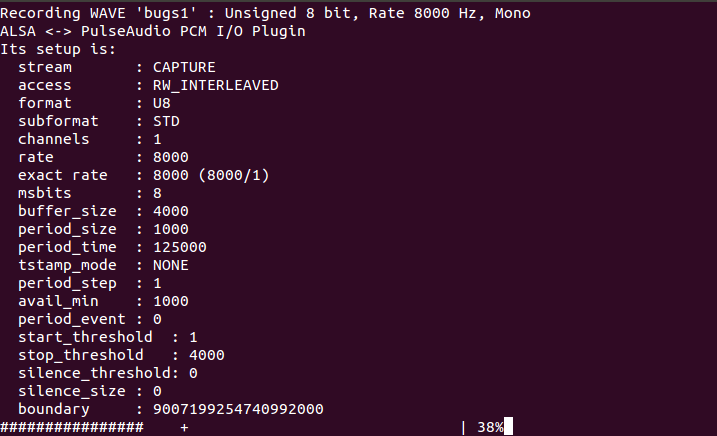 Recording WAVE 'bugs1' : Unsigned 8 bit, Rate 8000 Hz, Mono
ALSA <-> PulseAudio PCM I/O Plugin
Its setup is:
  stream       : CAPTURE
  access       : RW_INTERLEAVED
  format       : U8
  subformat    : STD
  channels     : 1
  rate         : 8000
  exact rate   : 8000 (8000/1)
  msbits       : 8
  buffer_size  : 4000
  period_size  : 1000
  period_time  : 125000
  tstamp_mode  : NONE
  period_step  : 1
  avail_min    : 1000
  period_event : 0
  start_threshold  : 1
  stop_threshold   : 4000
  silence_threshold: 0
  silence_size : 0
  boundary     : 9007199254740992000
################    +                              | 38%